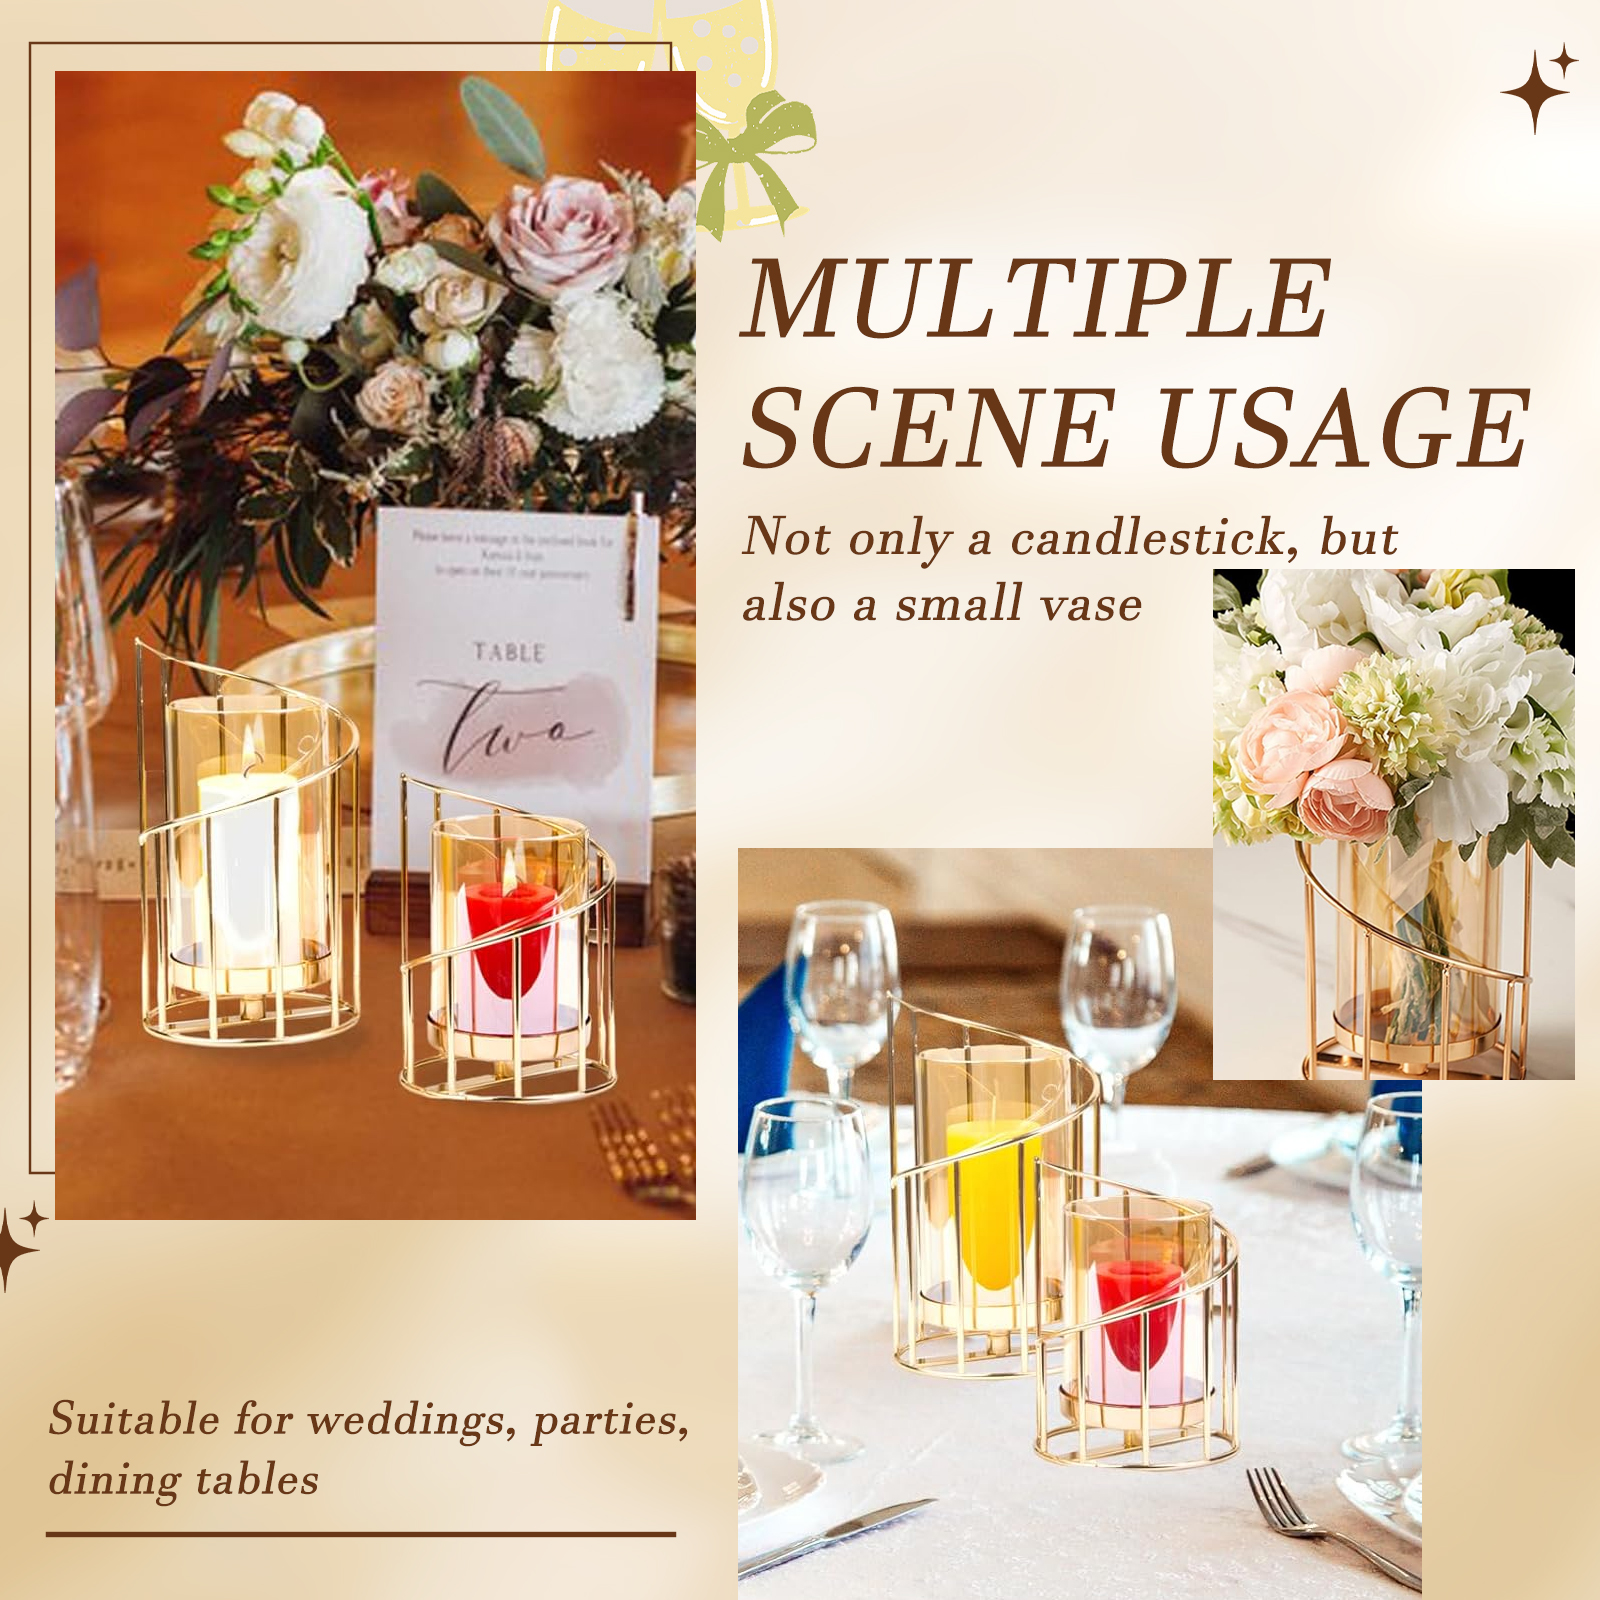 MULTIPLE
SCENE USAGE
Not only a candlestick, but
also a small vase
TABLE
two
Suitable for weddings, parties,
dining tables